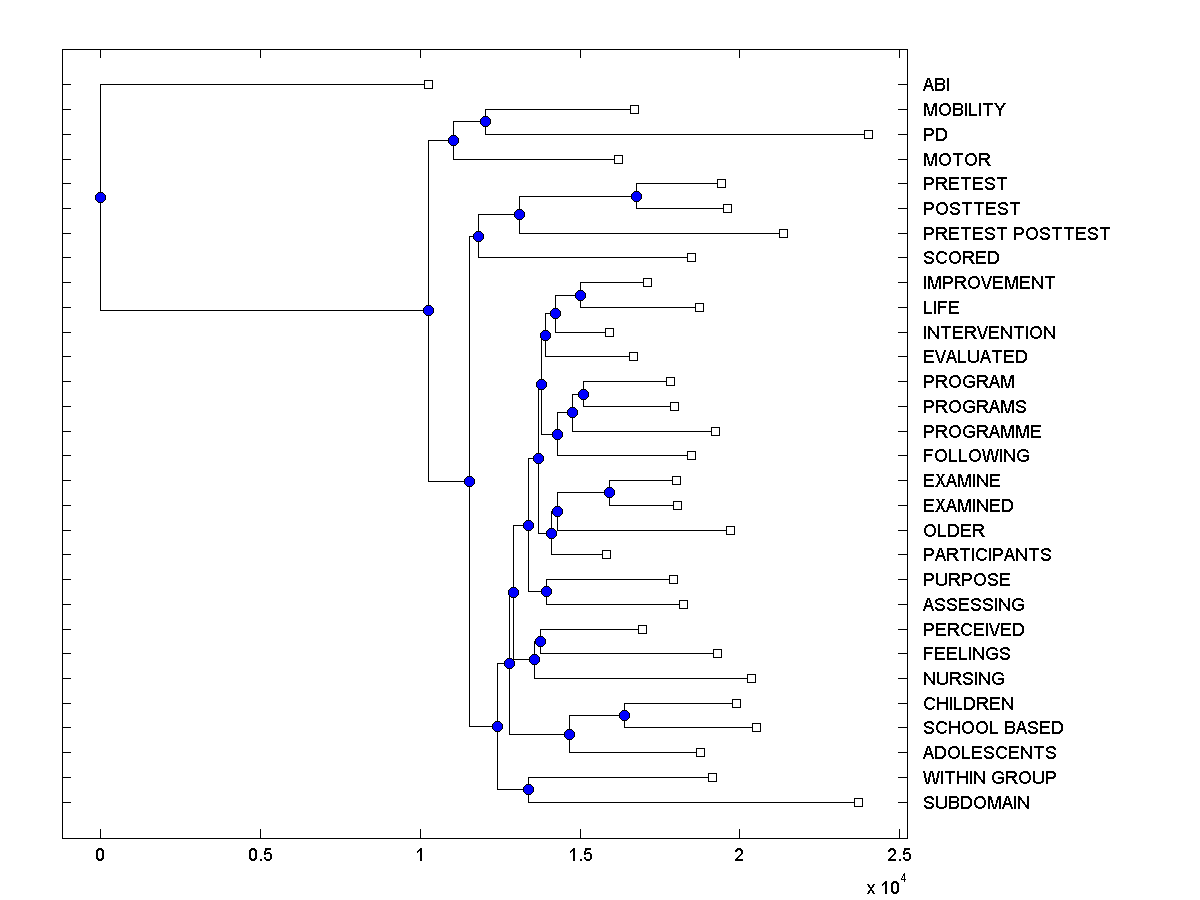 ABI
MOBILITY
PD
MOTOR
PRETEST
POSTTEST
PRETEST POSTTEST
SCORED
IMPROVEMENT
LIFE
INTERVENTION
EVALUATED
PROGRAM
PROGRAMS
PROGRAMME
FOLLOWING
EXAMINE
EXAMINED
OLDER
PARTICIPANTS
PURPOSE
ASSESSING
PERCEIVED
FEELINGS
NURSING
CHILDREN
SCHOOL BASED
ADOLESCENTS
WITHIN GROUP
SUBDOMAIN
0 0.5 1 1.5 2 2.5
x 10^4